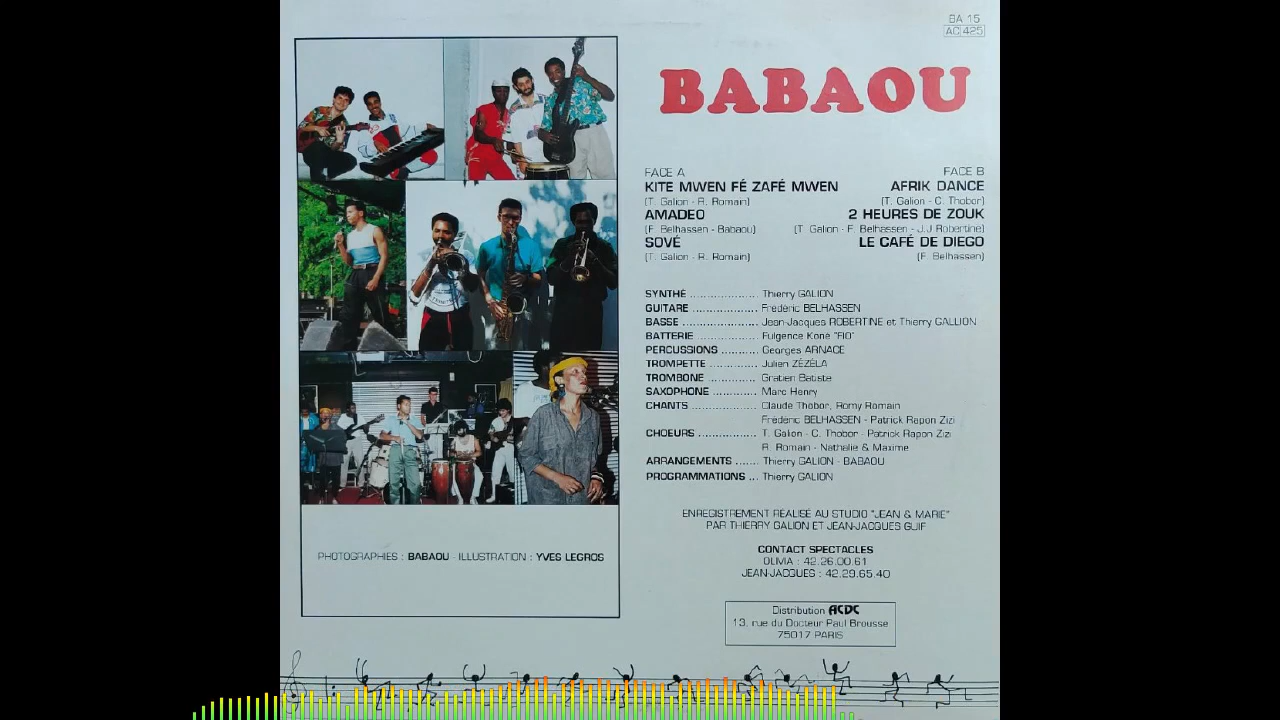 BA 15
AC 425
BABAOU
FACE A
KITE MWEN FÉ ZAFÉ MWEN
(T. Galion - R. Romain)
AMADEO
(F. Belhassen - Babaou)
SOVÉ
(T. Galion - R. Romain)
FACE B
AFRIK DANCE
(T. Galion - C. Thobor)
2 HEURES DE ZOUK
(T. Galion - F. Belhassen - J.J Robertine)
LE CAFÉ DE DIEGO
(F. Belhassen)
SYNTHÉ .................... Thierry GALION
GUITARE ................... Frédéric BELHASSEN
BASSE ...................... Jean-Jacques ROBERTINE et Thierry GALLION
BATTERIE .................. Fulgence Koné "FIO"
PERCUSSIONS ........... Georges ARNACE
TROMPETTE ............... Julien ZÉZÉLA
TROMBONE .............. Gratien Batiste
SAXOPHONE ............. Marc Henry
CHANTS .................... Claude Thobor, Romy Romain
Frédéric BELHASSEN - Patrick Rapon Zizi
CHOEURS .................. T. Galion - C. Thobor - Patrick Rapon Zizi
R. Romain - Nathalie & Maxime
ARRANGEMENTS ....... Thierry GALION - BABAOU
PROGRAMMATIONS ... Thierry GALION
ENREGISTREMENT RÉALISÉ AU STUDIO "JEAN & MARIE"
PAR THIERRY GALION ET JEAN-JACQUES GUIF
CONTACT SPECTACLES
OLIVIA : 42.26.00.61
JEAN-JACQUES : 42.29.65.40
Distribution ACDC
13, rue du Docteur Paul Brousse
75017 PARIS
PHOTOGRAPHIES : BABAOU - ILLUSTRATION : YVES LEGROS